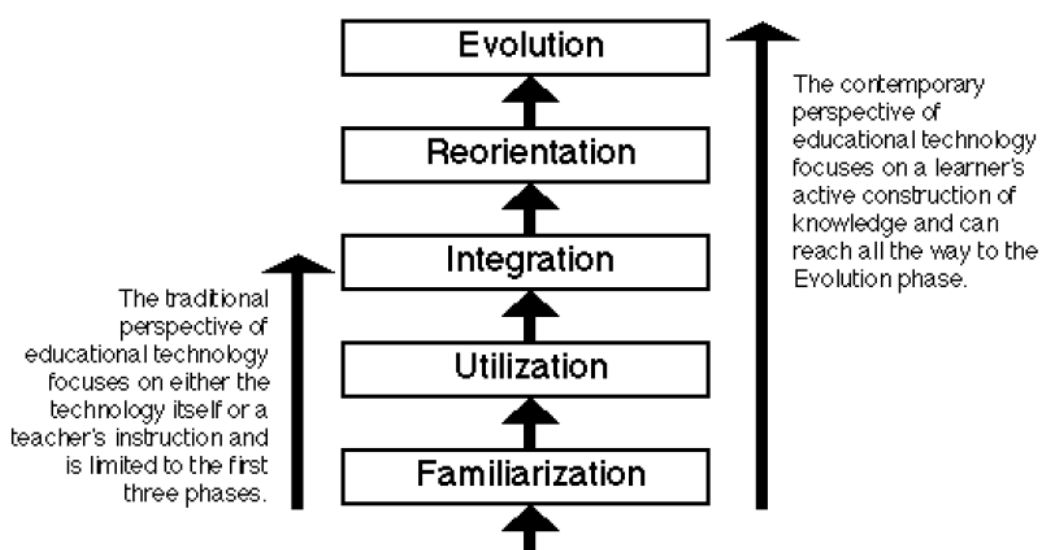 Evolution
Reorientation
Integration
Utilization
Familiarization
The traditional
perspective of
educational technology
focuses on either the
technology itself or a
teacher's instruction and
is limited to the first
three phases.
The contemporary
perspective of
educational technology
focuses on a learner's
active construction of
knowledge and can
reach all the way to the
Evolution phase.